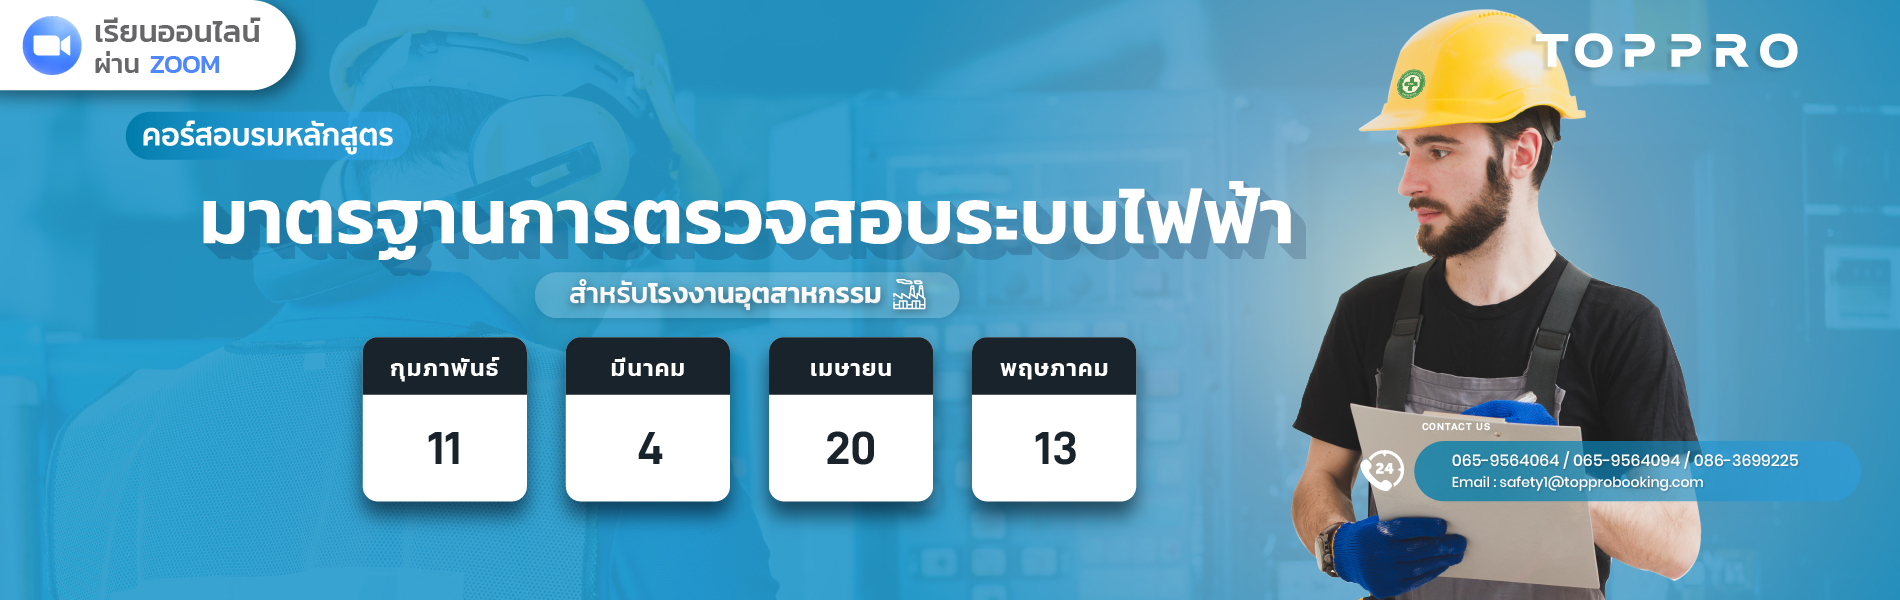 เรียนออนไลน์
ผ่าน ZOOM
TOPPRO
คอร์สอบรมหลักสูตร
มาตรฐานการตรวจสอบระบบไฟฟ้า
สำหรับโรงงานอุตสาหกรรม
กุมภาพันธ์
11
มีนาคม
4
เมษายน
20
พฤษภาคม
13
CONTACT US
24
065-9564064 / 065-9564094 / 086-3699225
Email : safety1@topprobooking.com